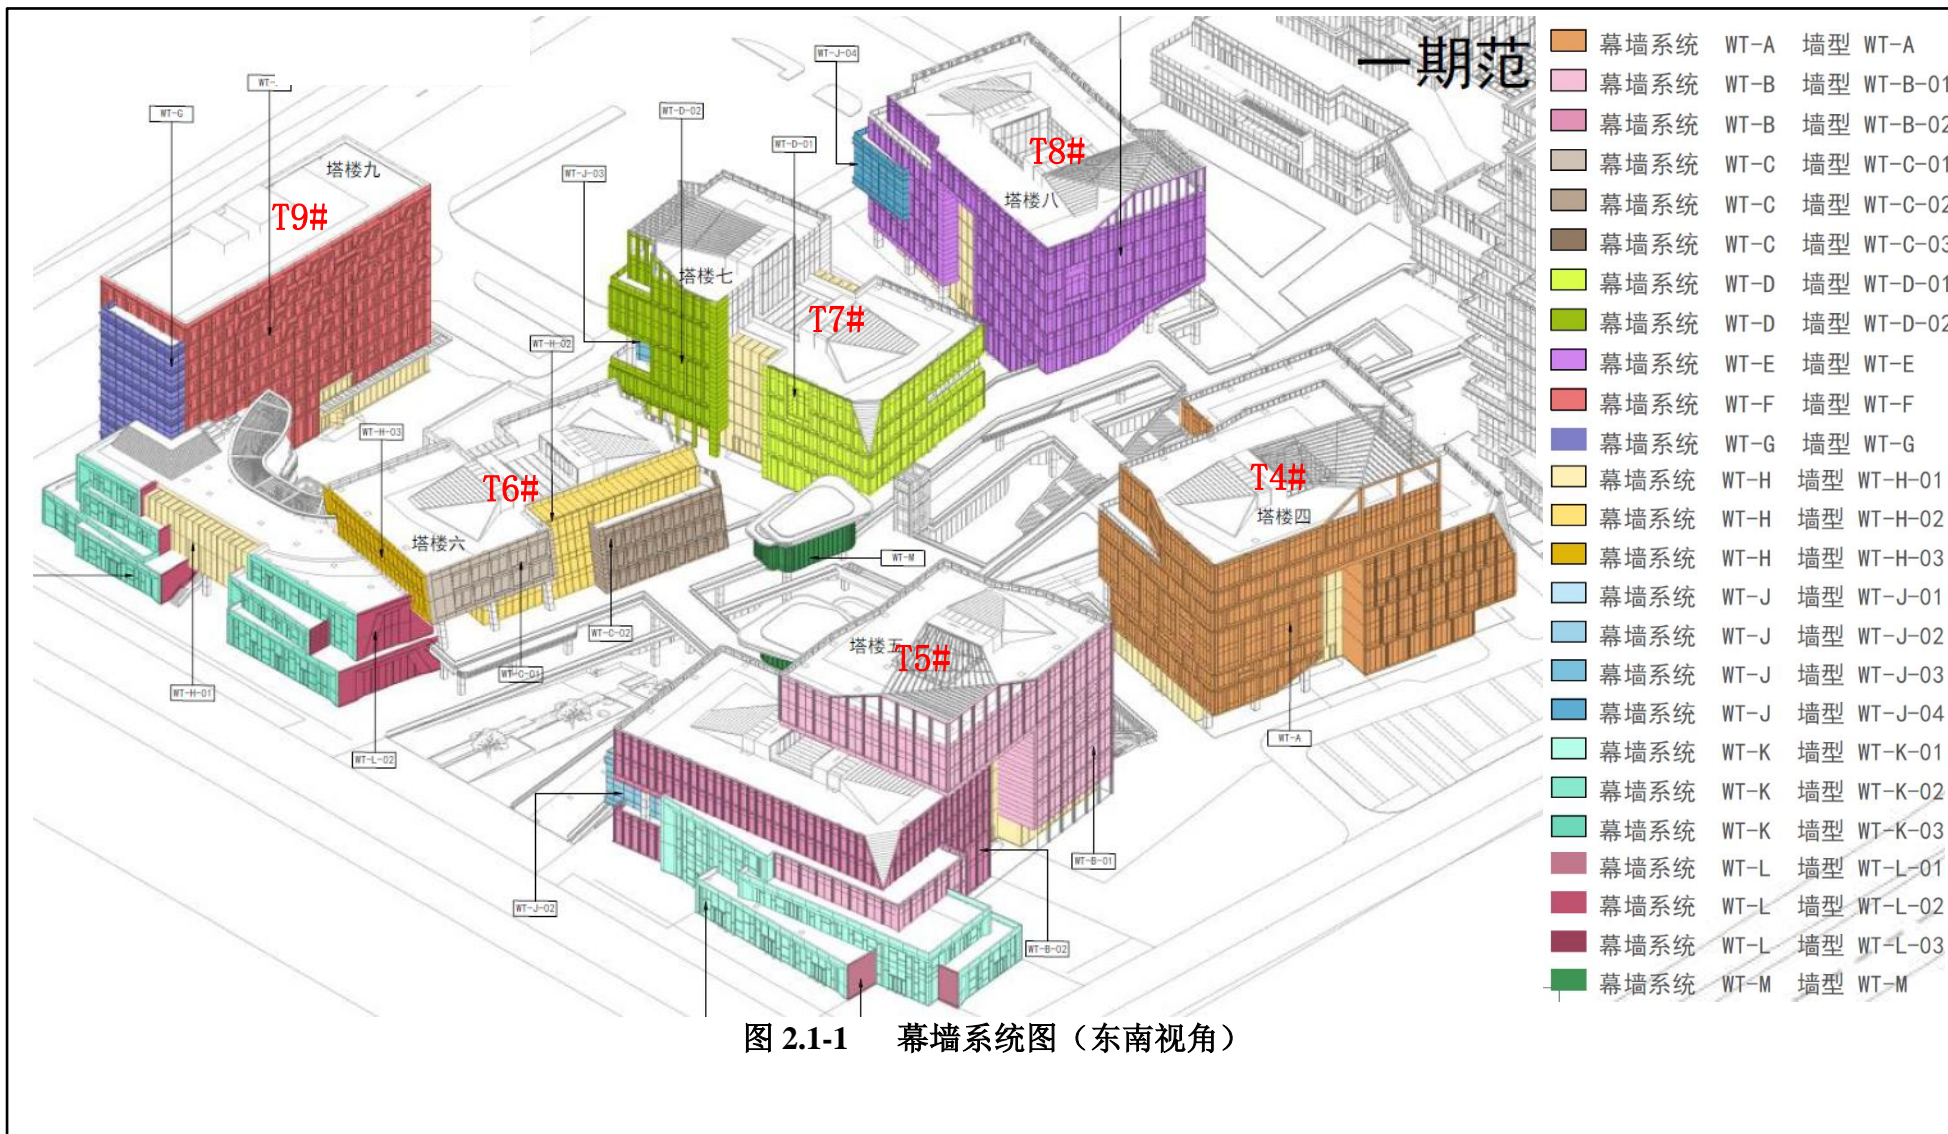 一期范
WT-J-04
WT-
WT-G
WT-D-02
WT-D-01
WT-J-03
塔楼九
T9#
T8#
塔楼八
塔楼七
T7#
WT-H-02
WT-H-03
T6#
塔楼六
T4#
塔楼四
WT-M
WT-C-02
WT-C-01
塔楼五
T5#
WT-H-01
WT-L-02
WT-A
WT-B-01
WT-J-02
WT-B-02
幕墙系统 WT-A 墙型 WT-A
幕墙系统 WT-B 墙型 WT-B-01
幕墙系统 WT-B 墙型 WT-B-02
幕墙系统 WT-C 墙型 WT-C-01
幕墙系统 WT-C 墙型 WT-C-02
幕墙系统 WT-C 墙型 WT-C-03
幕墙系统 WT-D 墙型 WT-D-01
幕墙系统 WT-D 墙型 WT-D-02
幕墙系统 WT-E 墙型 WT-E
幕墙系统 WT-F 墙型 WT-F
幕墙系统 WT-G 墙型 WT-G
幕墙系统 WT-H 墙型 WT-H-01
幕墙系统 WT-H 墙型 WT-H-02
幕墙系统 WT-H 墙型 WT-H-03
幕墙系统 WT-J 墙型 WT-J-01
幕墙系统 WT-J 墙型 WT-J-02
幕墙系统 WT-J 墙型 WT-J-03
幕墙系统 WT-J 墙型 WT-J-04
幕墙系统 WT-K 墙型 WT-K-01
幕墙系统 WT-K 墙型 WT-K-02
幕墙系统 WT-K 墙型 WT-K-03
幕墙系统 WT-L 墙型 WT-L-01
幕墙系统 WT-L 墙型 WT-L-02
幕墙系统 WT-L 墙型 WT-L-03
幕墙系统 WT-M 墙型 WT-M
图 2.1-1 幕墙系统图（东南视角）